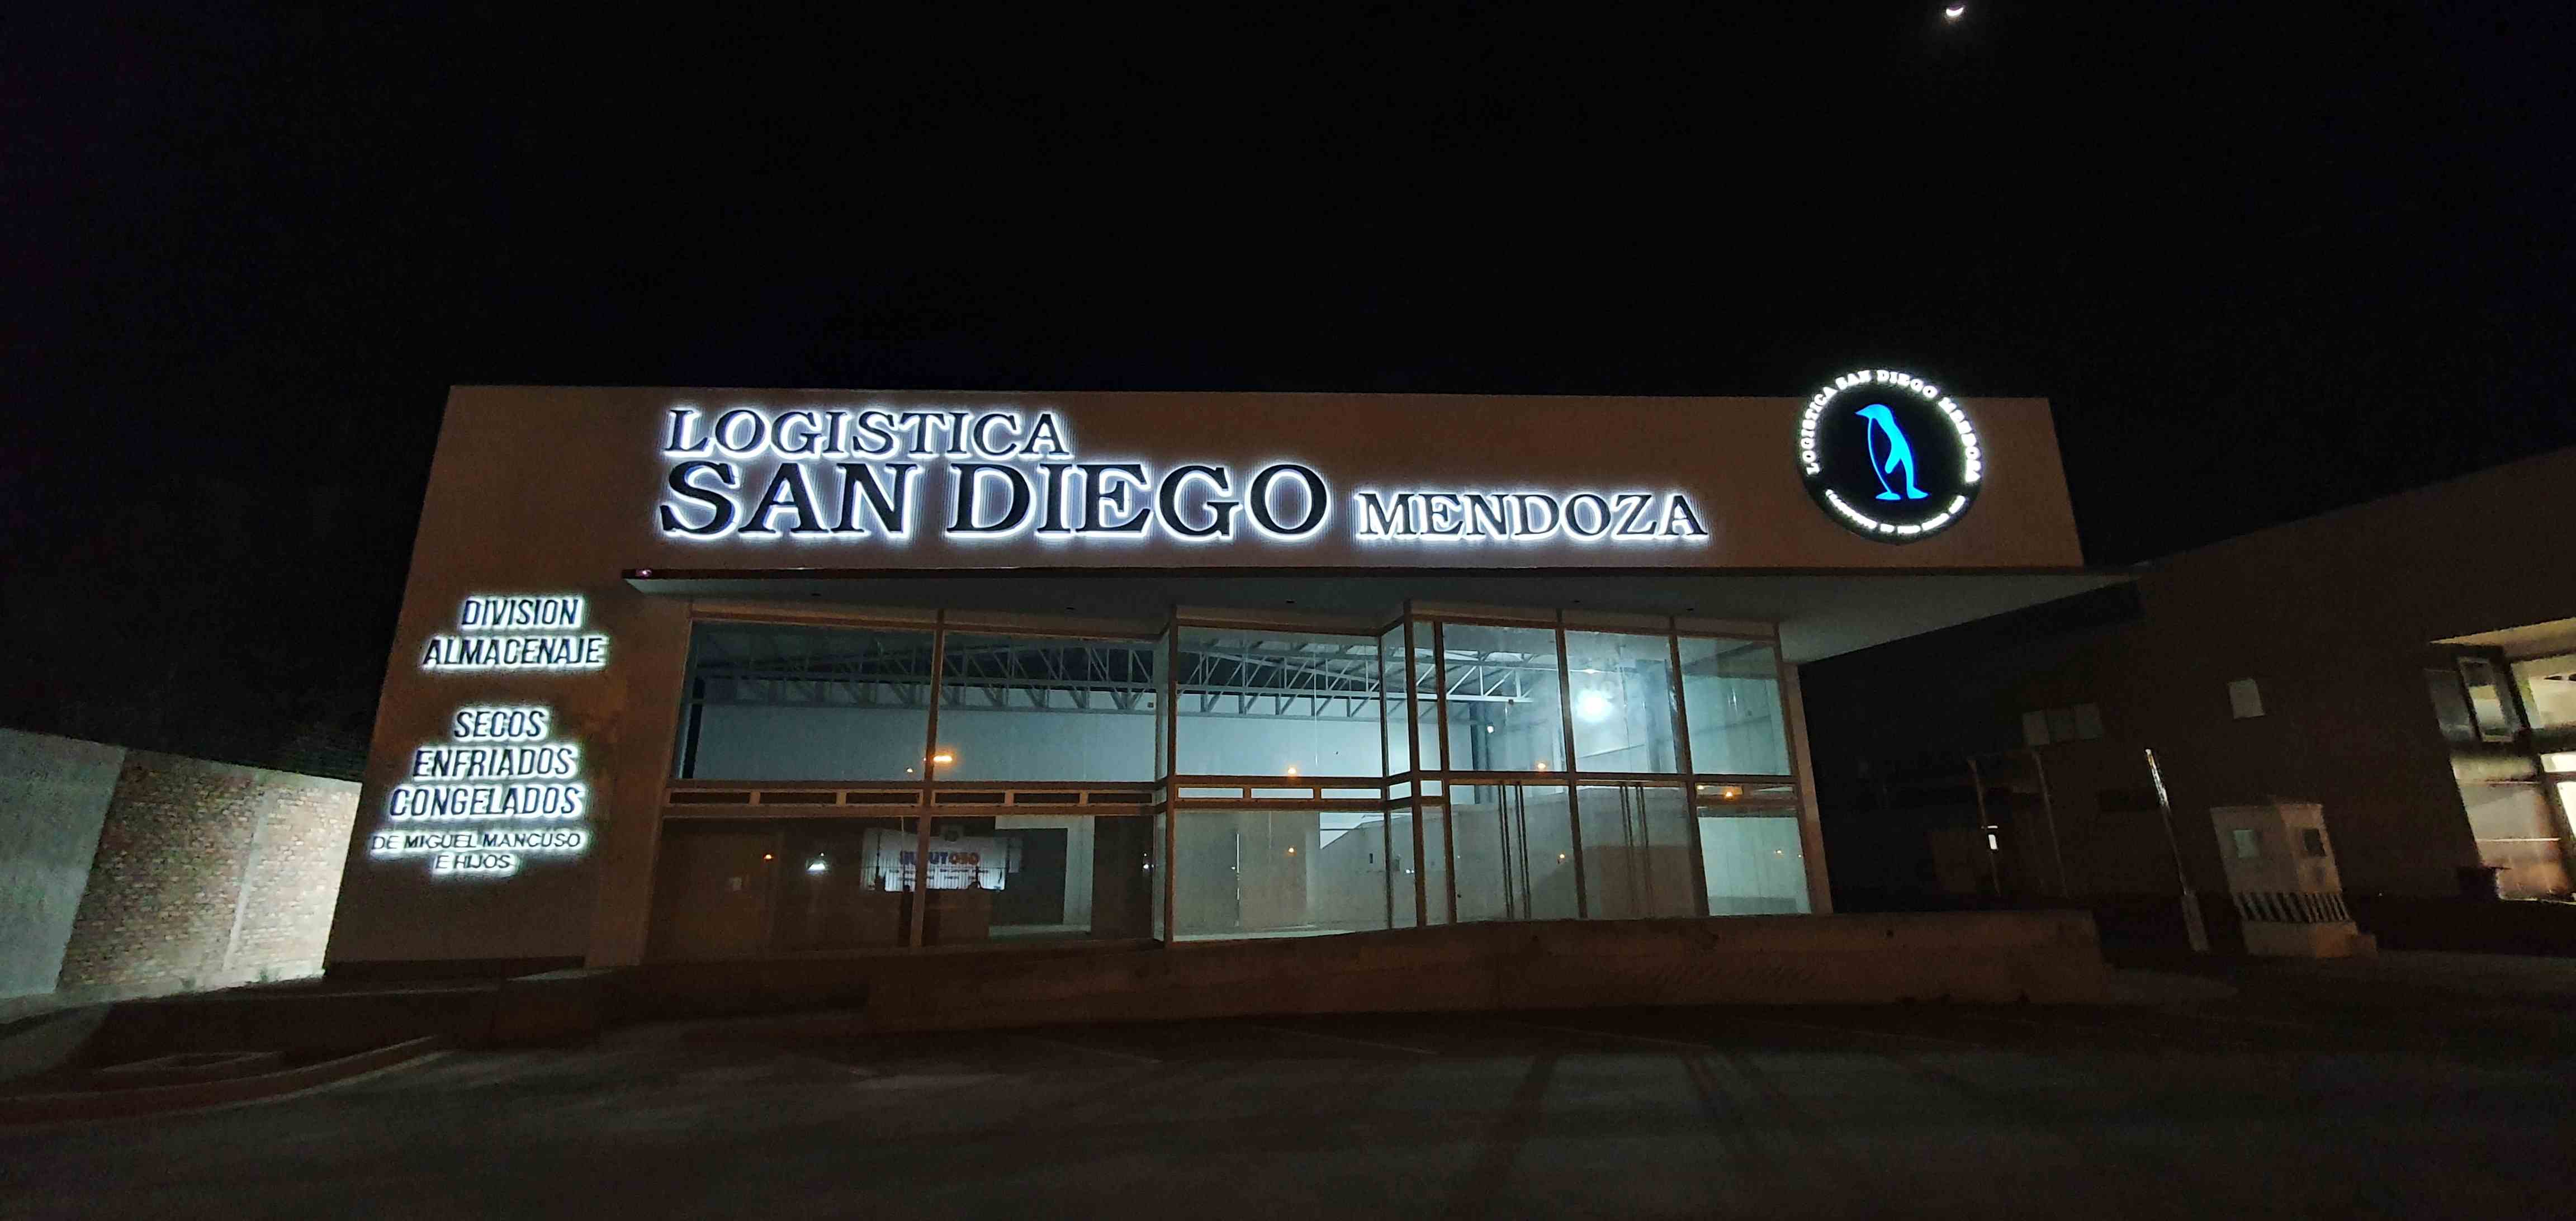 LOGISTICA
SAN DIEGO MENDOZA
LOGISTICA SAN DIEGO MENDOZA
DIVISION
ALMACENAJE
SECOS
ENFRIADOS
CONGELADOS
DE MIGUEL MANCUSO
E HIJOS